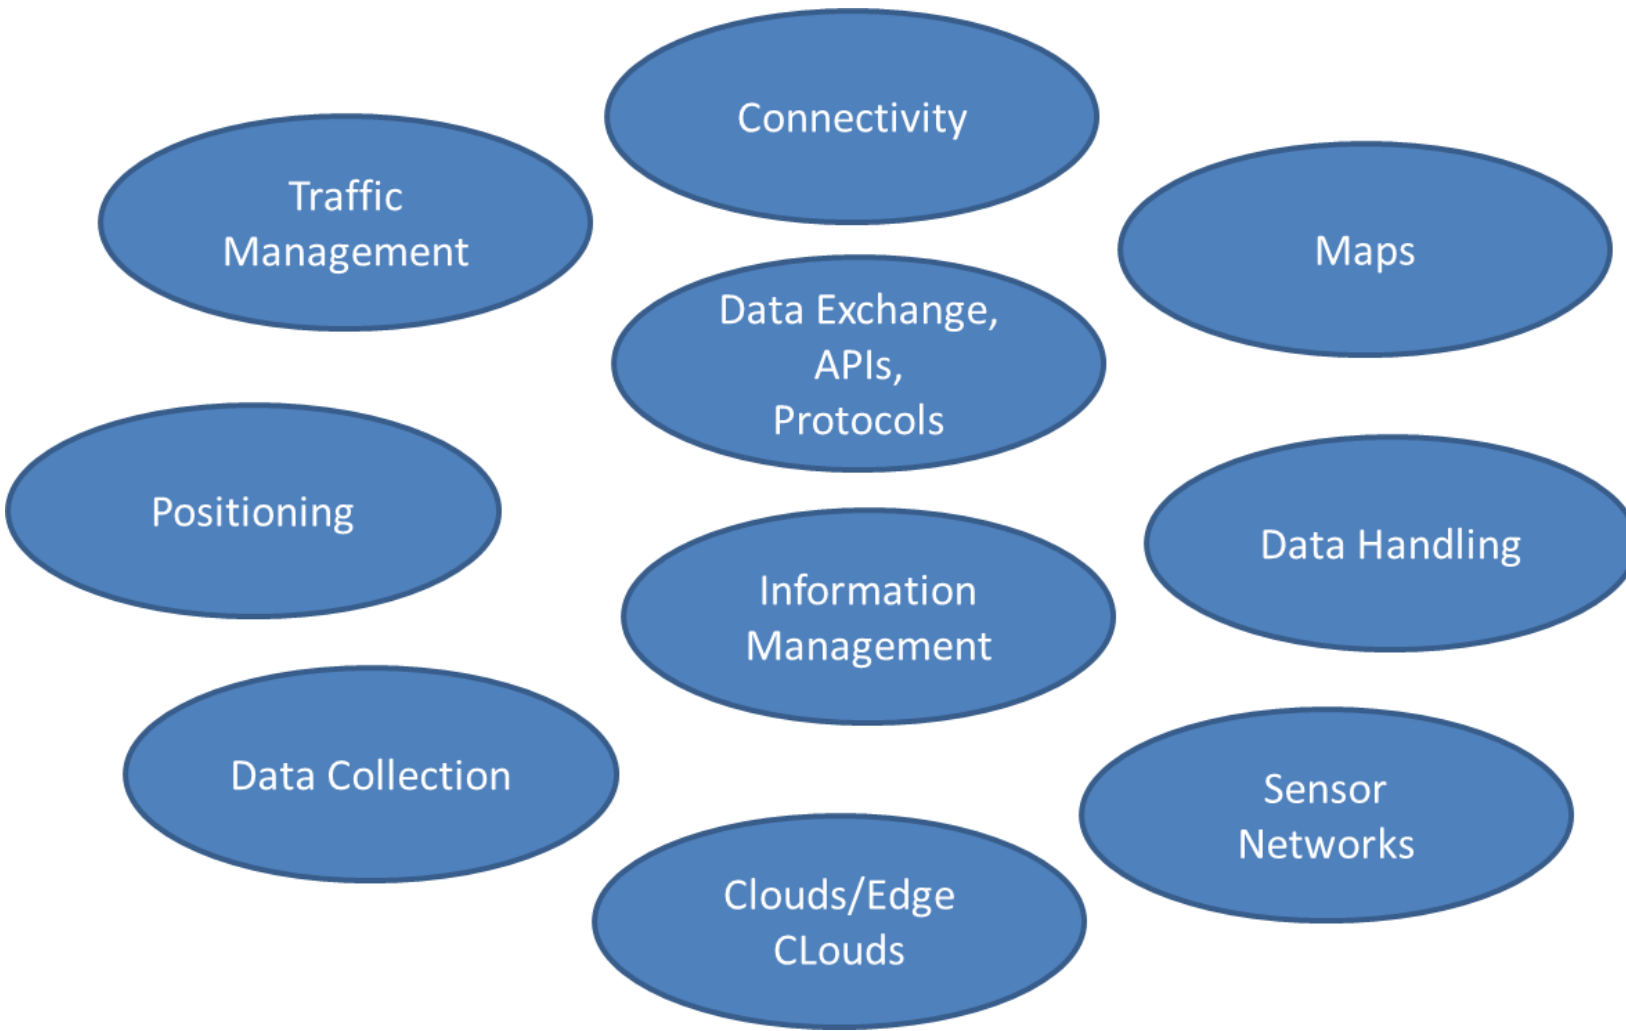 Connectivity
Traffic
Management
Maps
Data Exchange,
APIs,
Protocols
Positioning
Data Handling
Information
Management
Data Collection
Sensor
Networks
Clouds/Edge
CLouds